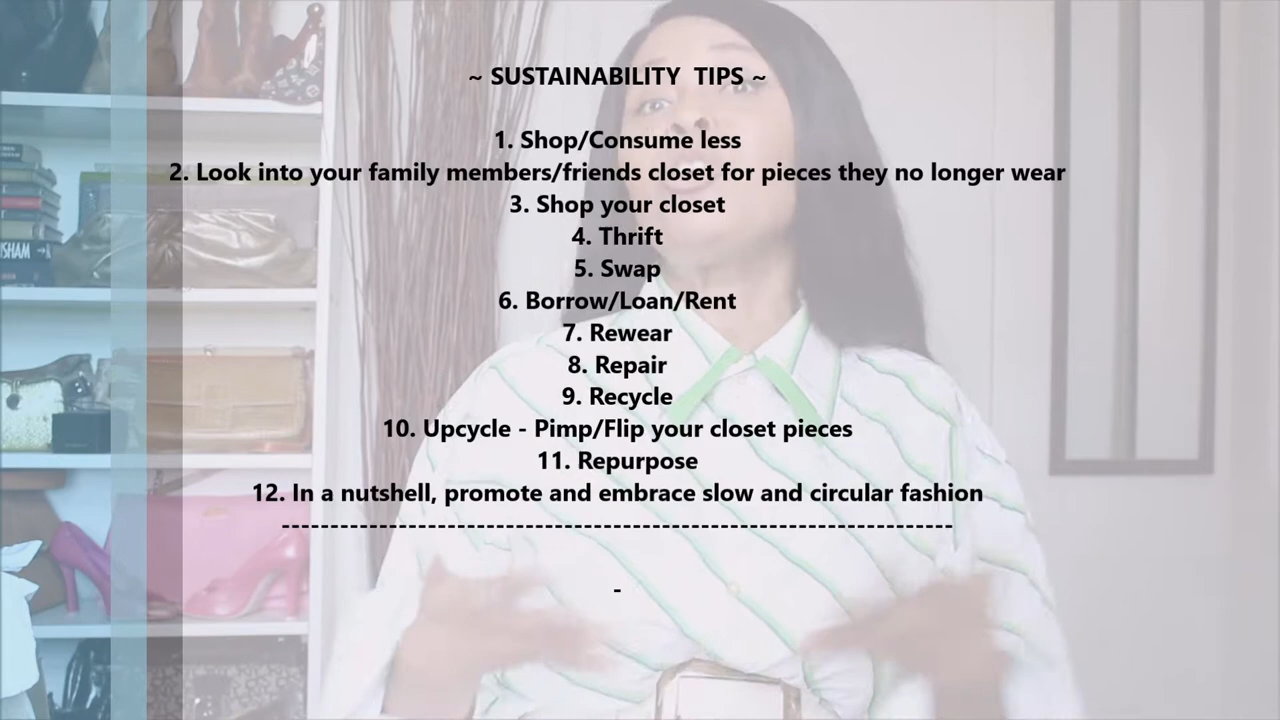 ~ SUSTAINABILITY TIPS ~
1. Shop/Consume less
2. Look into your family members/friends closet for pieces they no longer wear
3. Shop your closet
4. Thrift
5. Swap
6. Borrow/Loan/Rent
7. Rewear
8. Repair
9. Recycle
10. Upcycle - Pimp/Flip your closet pieces
11. Repurpose
12. In a nutshell, promote and embrace slow and circular fashion
----------------------------------------------------------------------
-